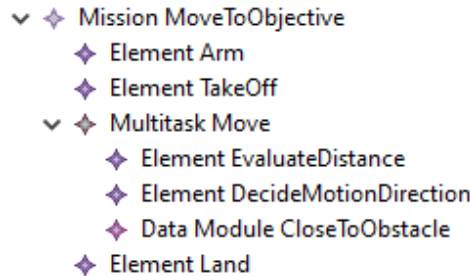 Mission MoveToObjective
Element Arm
Element TakeOff
Multitask Move
Element EvaluateDistance
Element DecideMotionDirection
Data Module CloseToObstacle
Element Land